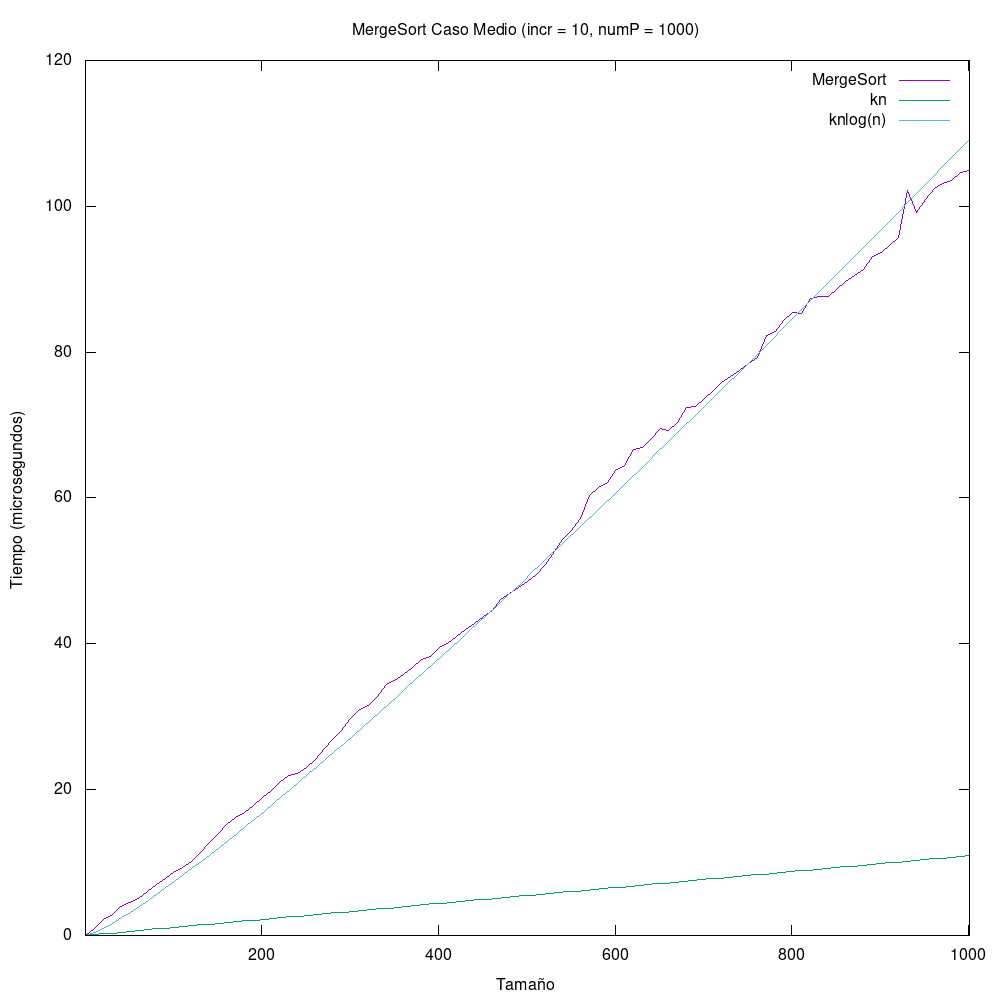 MergeSort Caso Medio (incr = 10, numP = 1000)
120
100
80
60
40
20
0
Tiempo (microsegundos)
MergeSort
kn
knlog(n)
200 400 600 800 1000
Tamaño